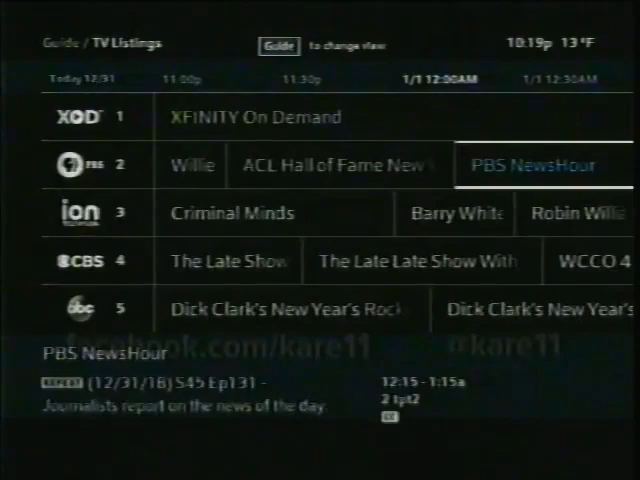 Guide / TV Listings
Guide to change view
10:19p 13°F
Today 12/31 11:00p 11:30p 1/1 12:00AM 1/1 12:30AM
XOD 1 XFINITY On Demand
PBS 2 Willie ACL Hall of Fame New PBS NewsHour
ion TELEVISION 3 Criminal Minds Barry White Robin Willia
CBS 4 The Late Show The Late Late Show With WCCO 4
abc 5 Dick Clark's New Year's Rock Dick Clark's New Year's
facebook.com/kare11 #kare11
PBS NewsHour
REPEAT (12/31/18) S45 Ep131 -
12:15 - 1:15a
Journalists report on the news of the day.
2 tpt2